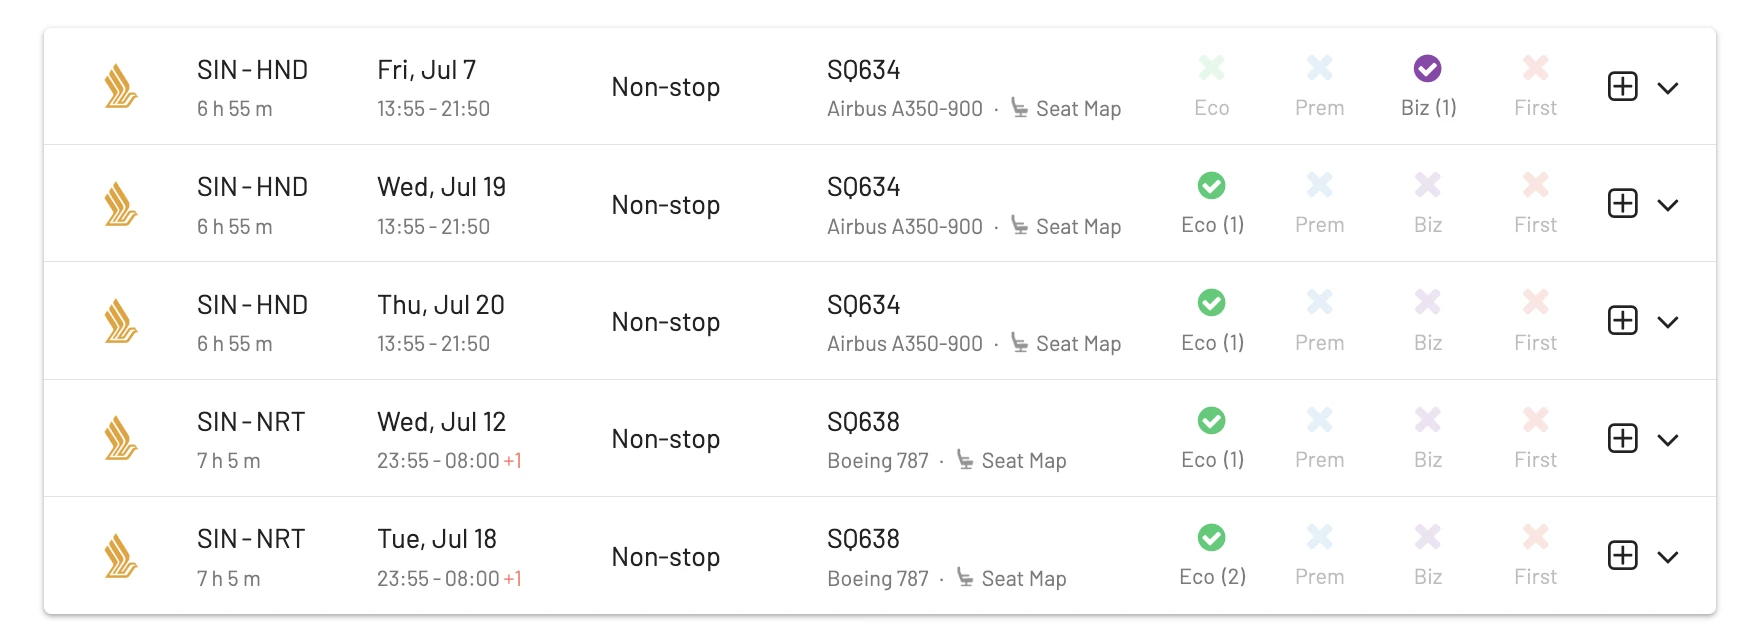 SIN - HND
6 h 55 m
Fri, Jul 7
13:55 - 21:50
Non-stop
SQ634
Airbus A350-900 · Seat Map
Eco
Prem
Biz (1)
First
SIN - HND
6 h 55 m
Wed, Jul 19
13:55 - 21:50
Non-stop
SQ634
Airbus A350-900 · Seat Map
Eco (1)
Prem
Biz
First
SIN - HND
6 h 55 m
Thu, Jul 20
13:55 - 21:50
Non-stop
SQ634
Airbus A350-900 · Seat Map
Eco (1)
Prem
Biz
First
SIN - NRT
7 h 5 m
Wed, Jul 12
23:55 - 08:00 +1
Non-stop
SQ638
Boeing 787 · Seat Map
Eco (1)
Prem
Biz
First
SIN - NRT
7 h 5 m
Tue, Jul 18
23:55 - 08:00 +1
Non-stop
SQ638
Boeing 787 · Seat Map
Eco (2)
Prem
Biz
First